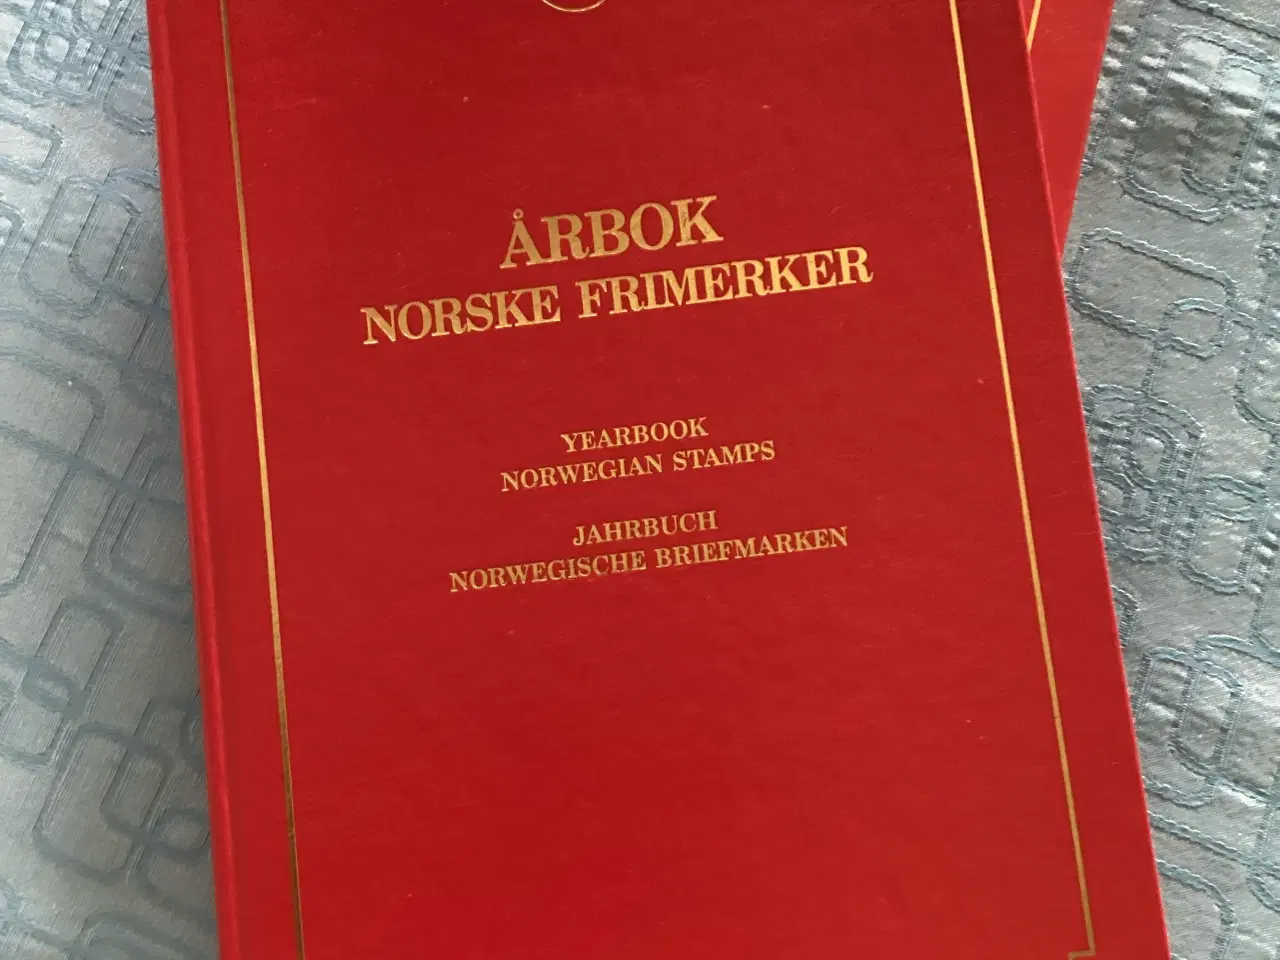 ÅRBOK
NORSKE FRIMERKER
YEARBOOK
NORWEGIAN STAMPS
JAHRBUCH
NORWEGISCHE BRIEFMARKEN